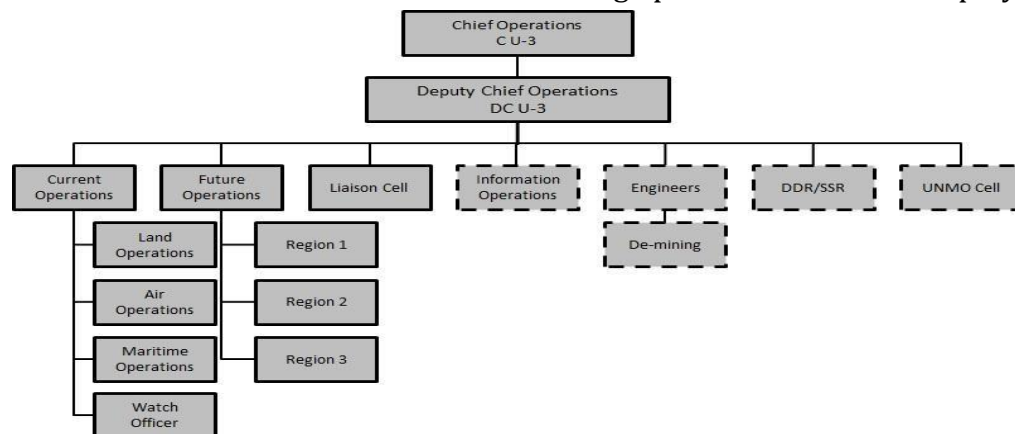 Chief Operations
C U-3
Deputy Chief Operations
DC U-3
Current
Operations
Future
Operations
Liaison Cell
Information
Operations
Engineers
DDR/SSR
UNMO Cell
Land
Operations
Region 1
De-mining
Air
Operations
Region 2
Maritime
Operations
Region 3
Watch
Officer